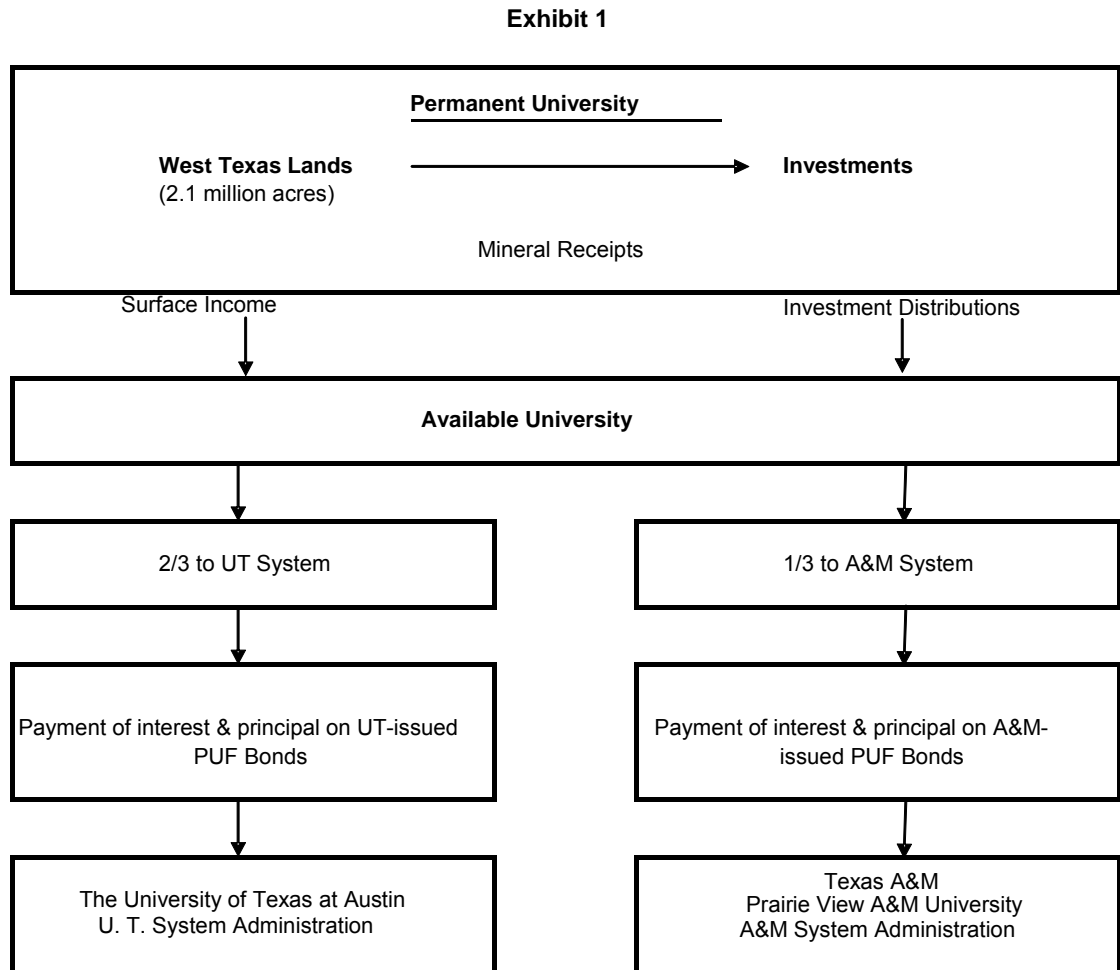 Exhibit 1
Permanent University
West Texas Lands
(2.1 million acres)
Investments
Mineral Receipts
Surface Income
Investment Distributions
Available University
2/3 to UT System
1/3 to A&M System
Payment of interest & principal on UT-issued
PUF Bonds
Payment of interest & principal on A&M-
issued PUF Bonds
The University of Texas at Austin
U. T. System Administration
Texas A&M
Prairie View A&M University
A&M System Administration